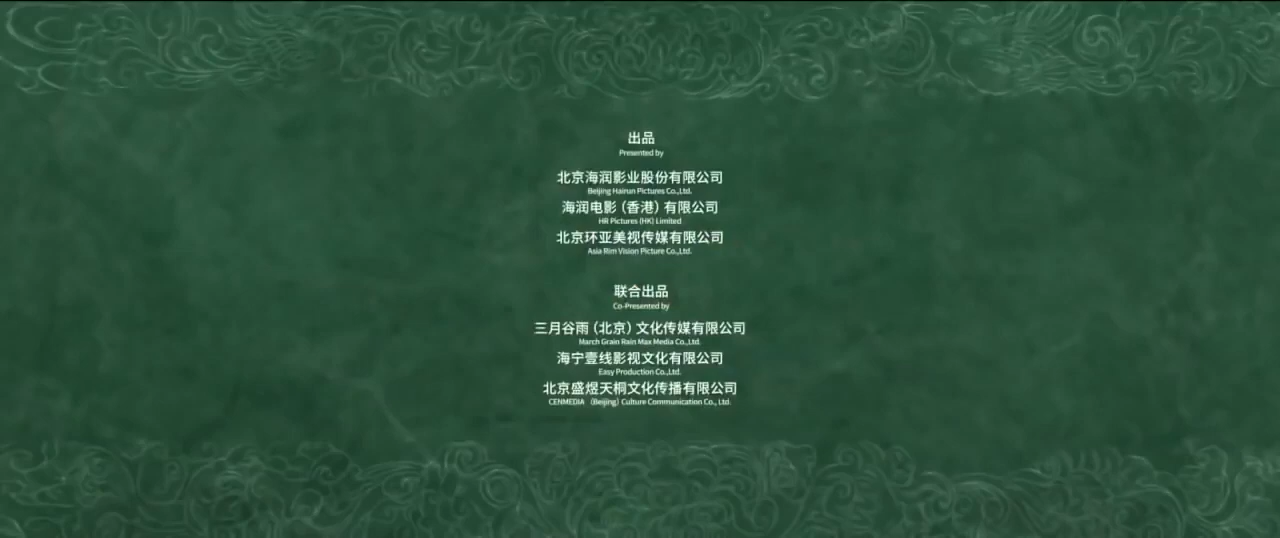 出品
Presented by
北京海润影业股份有限公司
Beijing Hairun Pictures Co.,Ltd.
海润电影（香港）有限公司
HR Pictures (HK) Limited
北京环亚美视传媒有限公司
Asia Rim Vision Picture Co.,Ltd.
联合出品
Co-Presented by
三月谷雨（北京）文化传媒有限公司
March Grain Rain Max Media Co.,Ltd.
海宁壹线影视文化有限公司
Easy Production Co.,Ltd.
北京盛煜天桐文化传播有限公司
CENMEDIA （Beijing）Culture Communication Co., Ltd.